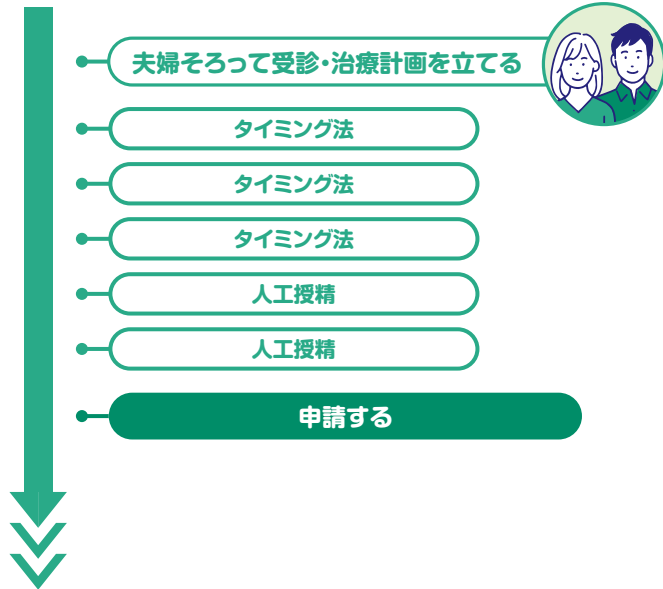 夫婦そろって受診・治療計画を立てる
タイミング法
タイミング法
タイミング法
人工授精
人工授精
申請する